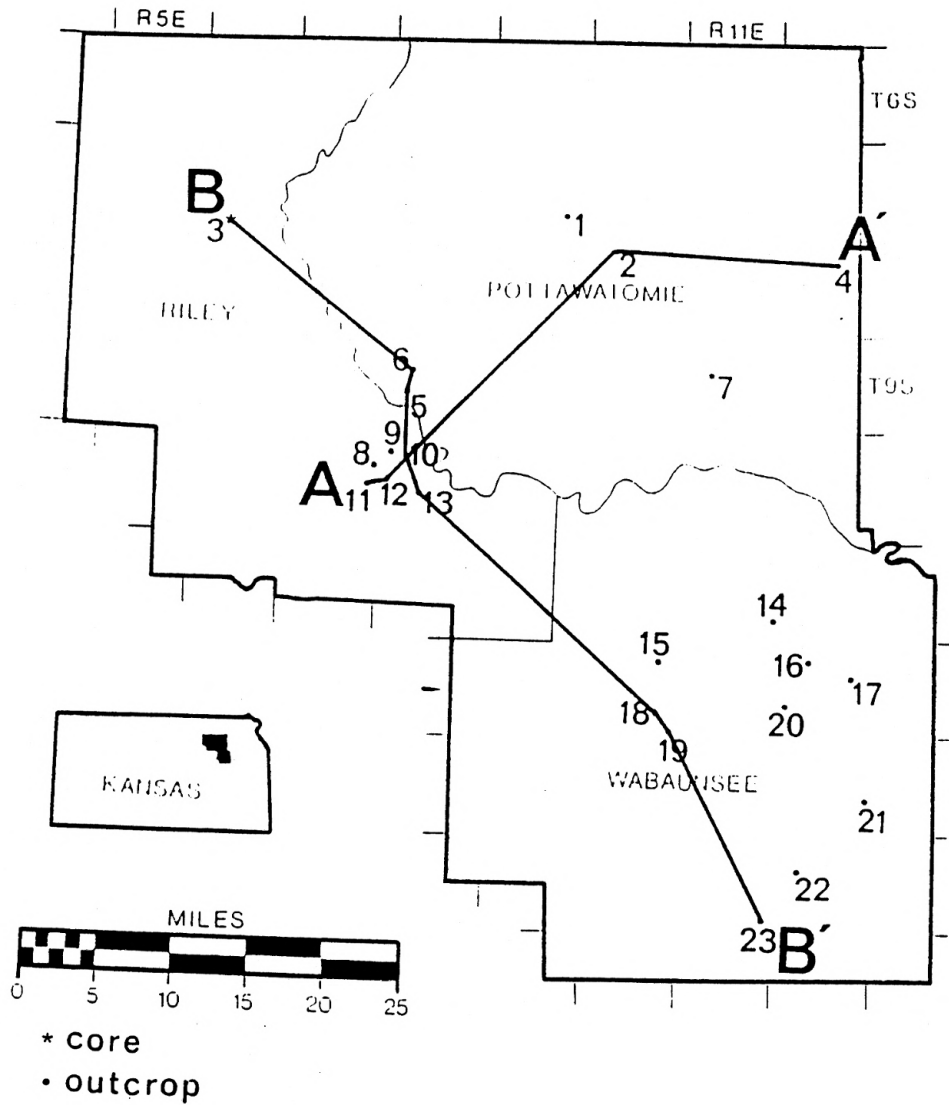 R5E
R11E
T6S
B
3
1
A´
2
4
POTTAWATOMIE
RILEY
6
7
T9S
5
9
8
10
A
11
12
13
14
15
16
17
18
20
19
WABAUNSEE
KANSAS
21
22
23
B´
MILES
0 5 10 15 20 25
* core
• outcrop